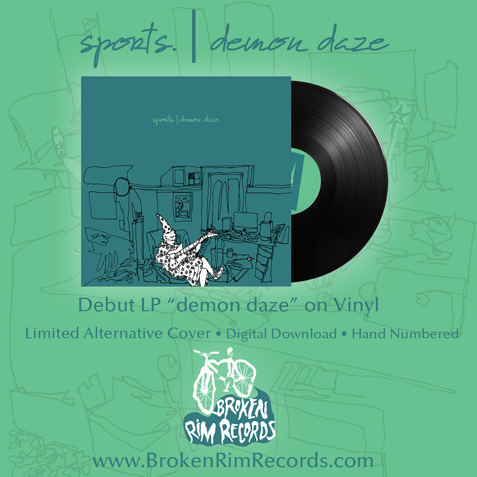 sports. | demon daze
sports. | demon daze
Debut LP “demon daze” on Vinyl
Limited Alternative Cover • Digital Download • Hand Numbered
BROKEN
RIM RECORDS
www.BrokenRimRecords.com